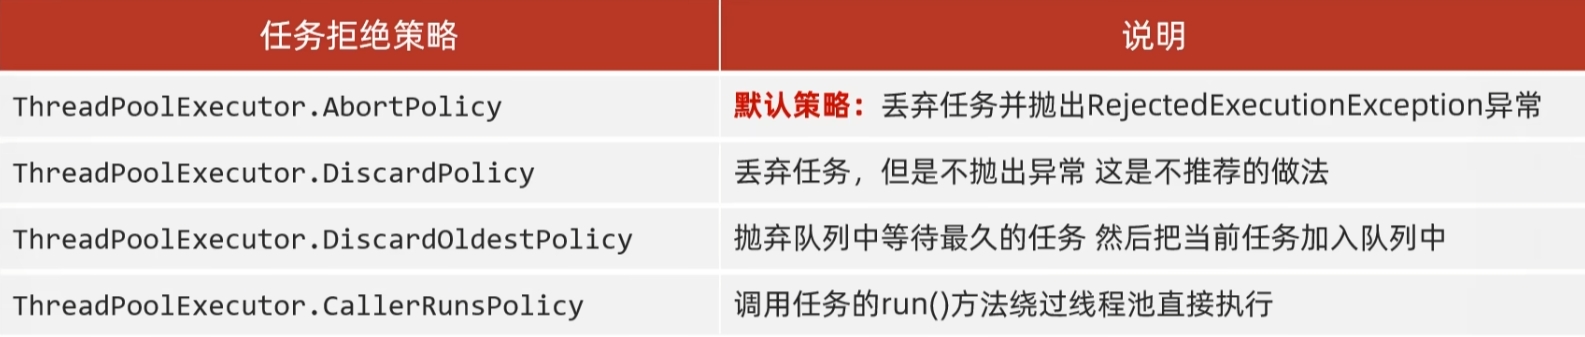 任务拒绝策略 说明
ThreadPoolExecutor.AbortPolicy 默认策略：丢弃任务并抛出RejectedExecutionException异常
ThreadPoolExecutor.DiscardPolicy 丢弃任务，但是不抛出异常 这是不推荐的做法
ThreadPoolExecutor.DiscardOldestPolicy 抛弃队列中等待最久的任务 然后把当前任务加入队列中
ThreadPoolExecutor.CallerRunsPolicy 调用任务的run()方法绕过线程池直接执行